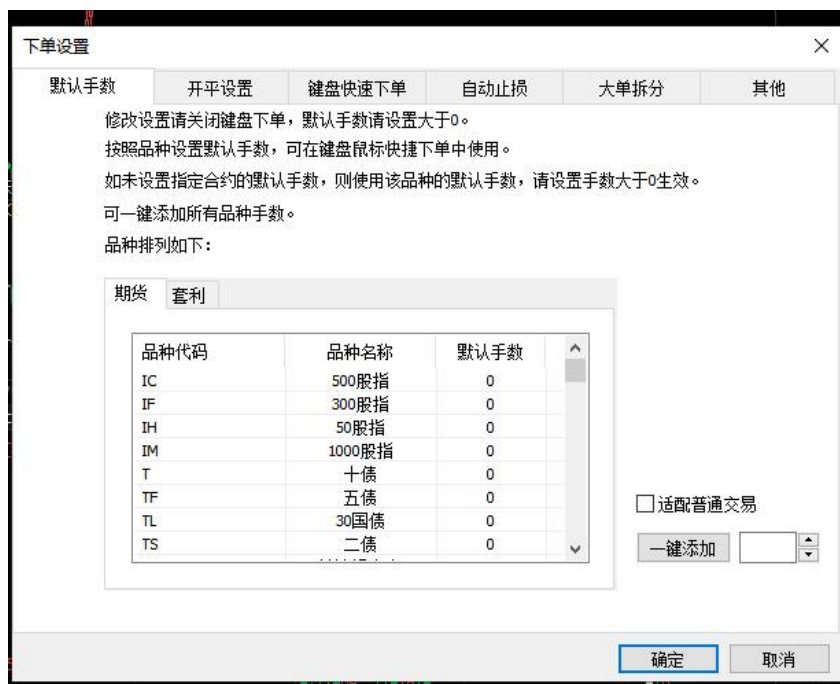 下单设置
默认手数 开平设置 键盘快速下单 自动止损 大单拆分 其他
修改设置请关闭键盘下单，默认手数请设置大于0。
按照品种设置默认手数，可在键盘鼠标快捷下单中使用。
如未设置指定合约的默认手数，则使用该品种的默认手数，请设置手数大于0生效。
可一键添加所有品种手数。
品种排列如下：
期货 套利
品种代码 品种名称 默认手数
IC 500股指 0
IF 300股指 0
IH 50股指 0
IM 1000股指 0
T 十债 0
TF 五债 0
TL 30国债 0
TS 二债 0
适配普通交易
一键添加
确定 取消